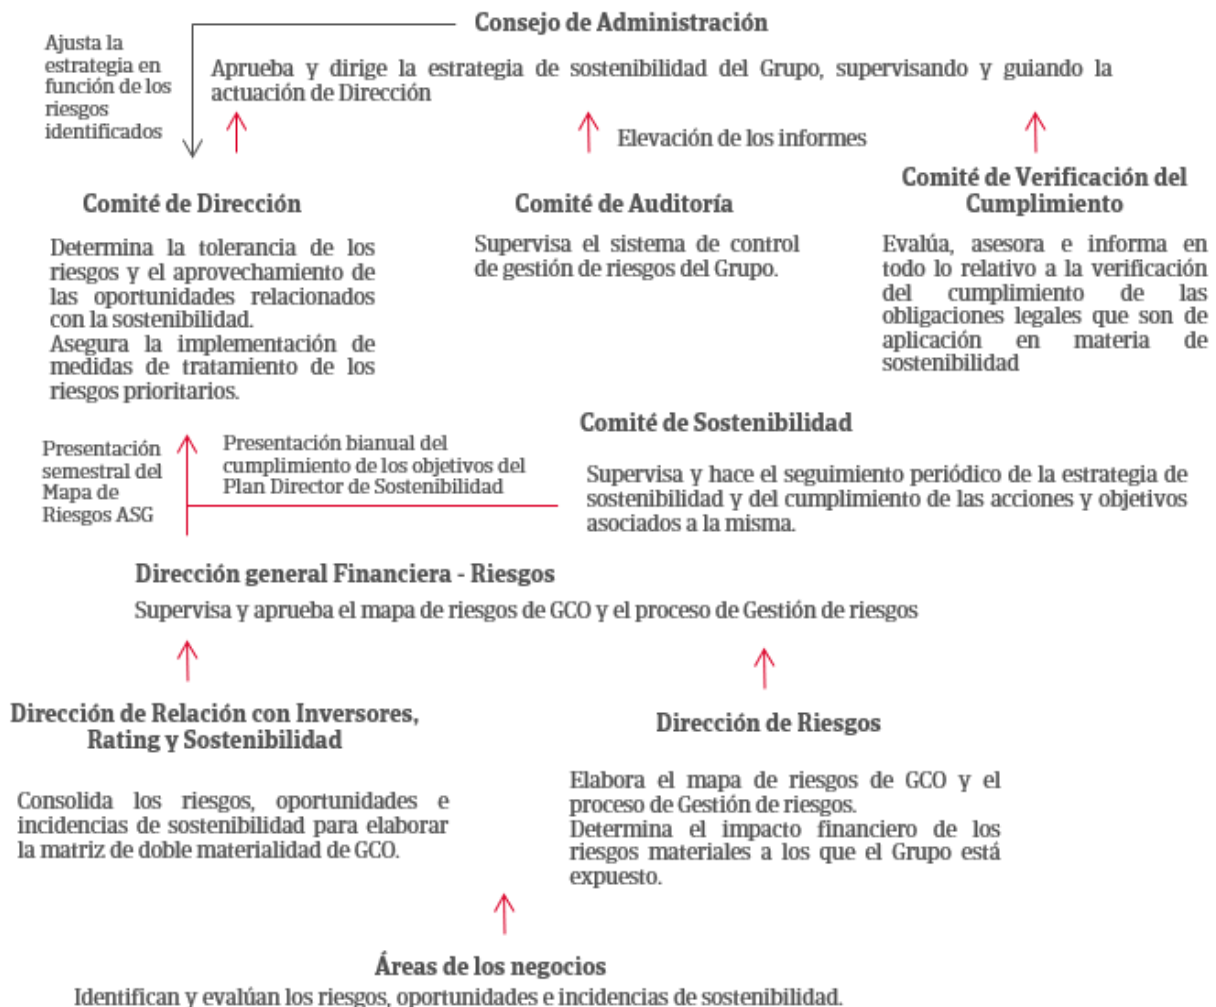 Consejo de Administración
Ajusta la
estrategia en
función de los
riesgos
identificados
Aprueba y dirige la estrategia de sostenibilidad del Grupo, supervisando y guiando la
actuación de Dirección
Elevación de los informes
Comité de Dirección
Determina la tolerancia de los
riesgos y el aprovechamiento de
las oportunidades relacionados
con la sostenibilidad.
Asegura la implementación de
medidas de tratamiento de los
riesgos prioritarios.
Comité de Auditoría
Supervisa el sistema de control
de gestión de riesgos del Grupo.
Comité de Verificación del
Cumplimiento
Evalúa, asesora e informa en
todo lo relativo a la verificación
del cumplimiento de las
obligaciones legales que son de
aplicación en materia de
sostenibilidad
Presentación
semestral del
Mapa de
Riesgos ASG
Presentación bianual del
cumplimiento de los objetivos del
Plan Director de Sostenibilidad
Comité de Sostenibilidad
Supervisa y hace el seguimiento periódico de la estrategia de
sostenibilidad y del cumplimiento de las acciones y objetivos
asociados a la misma.
Dirección general Financiera - Riesgos
Supervisa y aprueba el mapa de riesgos de GCO y el proceso de Gestión de riesgos
Dirección de Relación con Inversores,
Rating y Sostenibilidad
Consolida los riesgos, oportunidades e
incidencias de sostenibilidad para elaborar
la matriz de doble materialidad de GCO.
Dirección de Riesgos
Elabora el mapa de riesgos de GCO y el
proceso de Gestión de riesgos.
Determina el impacto financiero de los
riesgos materiales a los que el Grupo está
expuesto.
Áreas de los negocios
Identifican y evalúan los riesgos, oportunidades e incidencias de sostenibilidad.